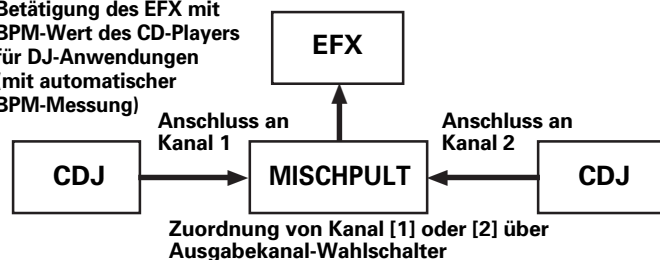 Betätigung des EFX mit
BPM-Wert des CD-Players
für DJ-Anwendungen
(mit automatischer
BPM-Messung)
EFX
Anschluss an
Kanal 1
Anschluss an
Kanal 2
CDJ
MISCHPULT
CDJ
Zuordnung von Kanal [1] oder [2] über
Ausgabekanal-Wahlschalter